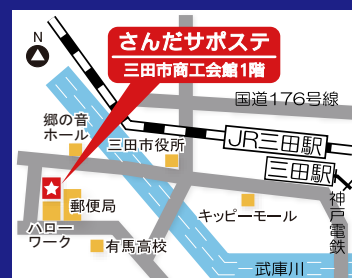 N
さんだサポステ
三田市商工会館1階
国道176号線
郷の音
ホール
三田市役所
JR三田駅
三田駅
神戸電鉄
郵便局
ハロー
ワーク
キッピーモール
有馬高校
武庫川